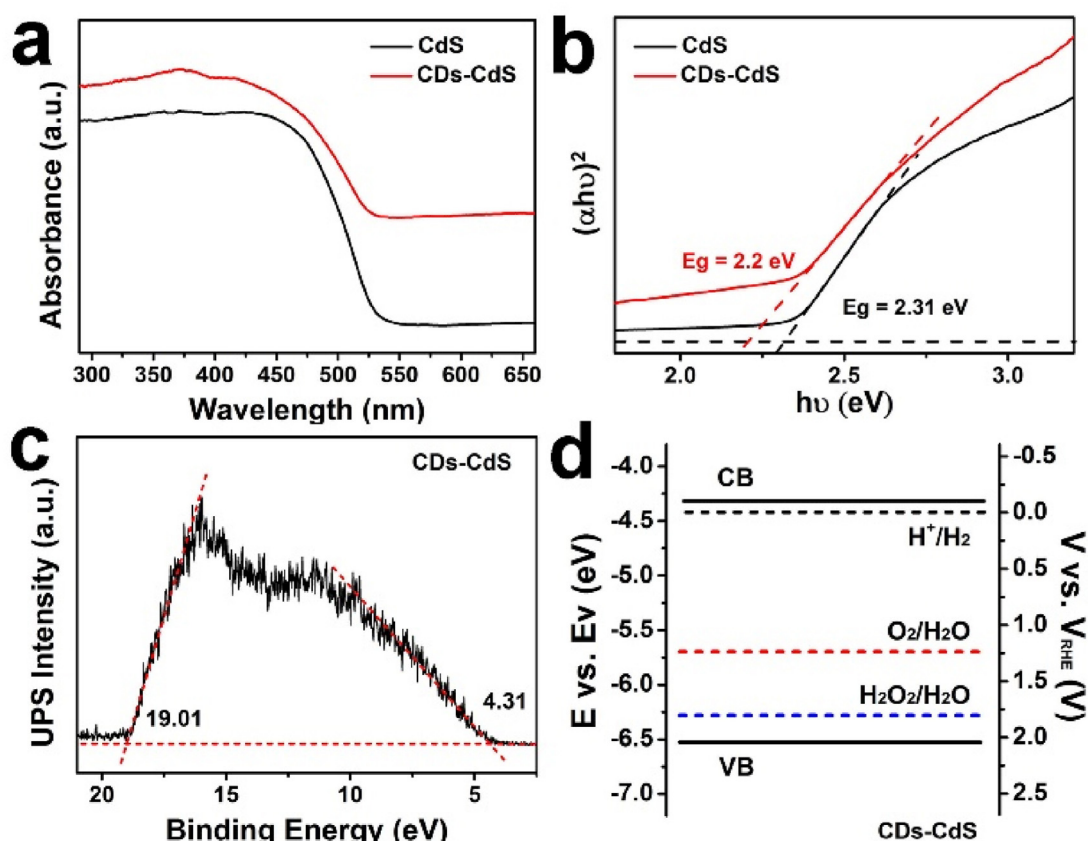 a
CdS
CDs-CdS
Absorbance (a.u.)
300 350 400 450 500 550 600 650
Wavelength (nm)
b
CdS
CDs-CdS
(αhυ)²
Eg = 2.2 eV
Eg = 2.31 eV
2.0 2.5 3.0
hυ (eV)
c
CDs-CdS
UPS Intensity (a.u.)
19.01
4.31
20 15 10 5
Binding Energy (eV)
d
E vs. Ev (eV)
-4.0
-4.5
-5.0
-5.5
-6.0
-6.5
-7.0
CB
H⁺/H₂
O₂/H₂O
H₂O₂/H₂O
VB
-0.5
0.0
0.5
1.0
1.5
2.0
2.5
V vs. V_RHE (V)
CDs-CdS